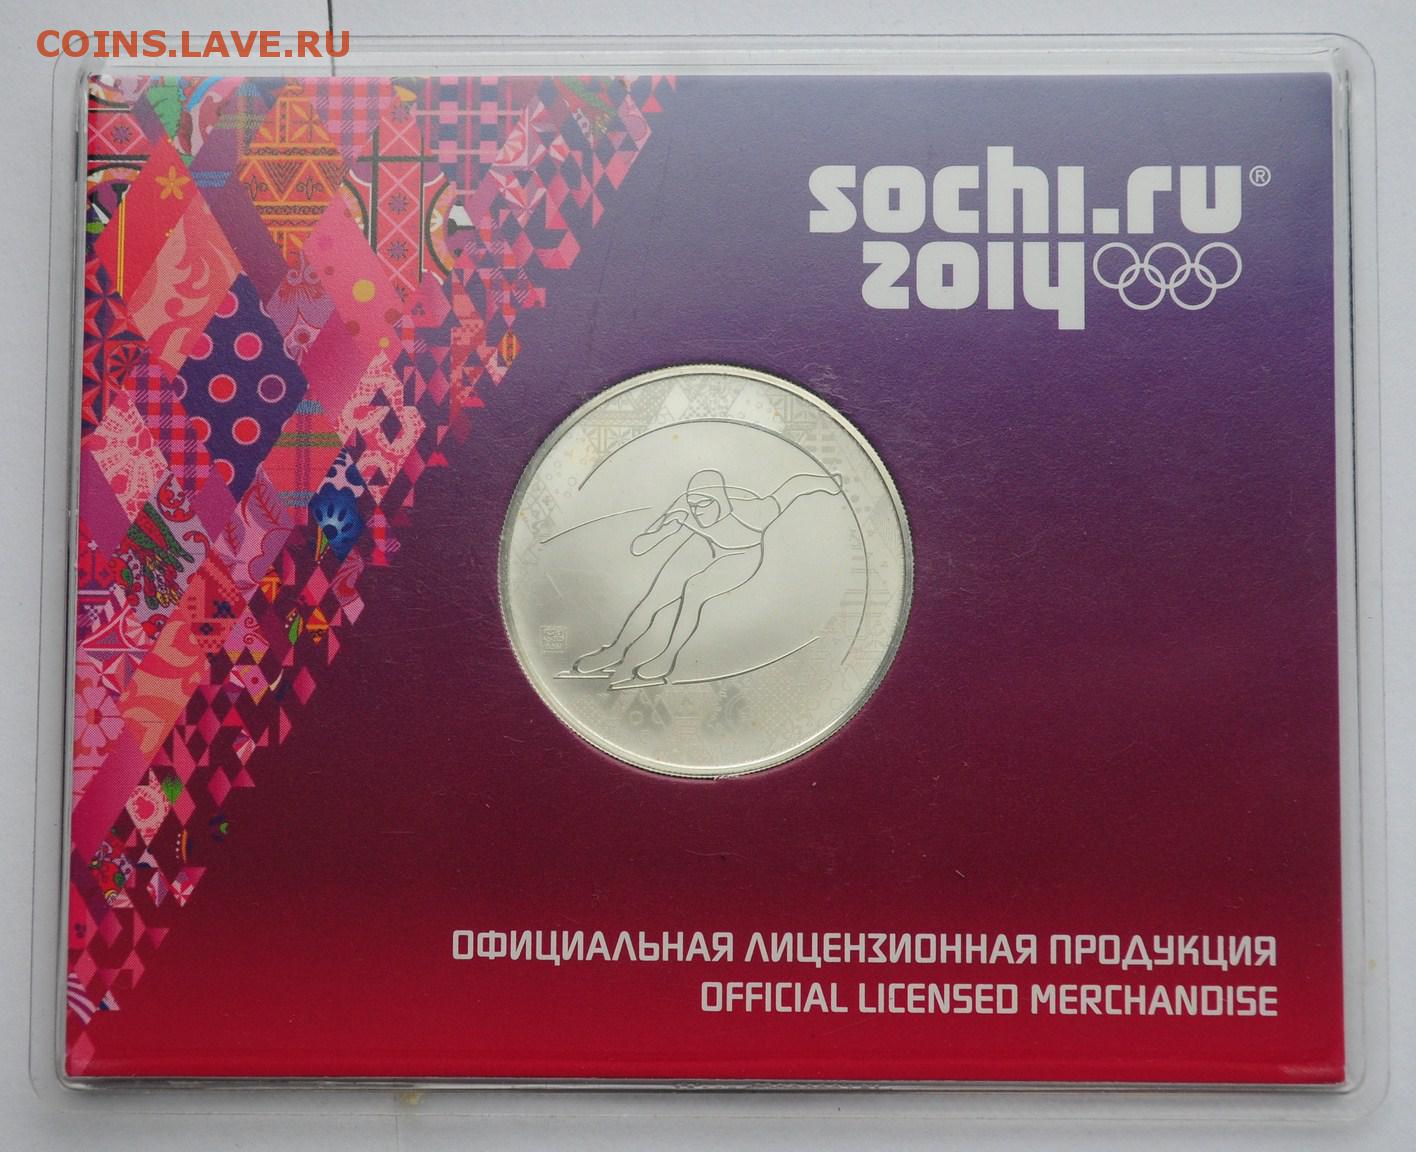 COINS.LAVE.RU
sochi.ru®
2014
ОФИЦИАЛЬНАЯ ЛИЦЕНЗИОННАЯ ПРОДУКЦИЯ
OFFICIAL LICENSED MERCHANDISE